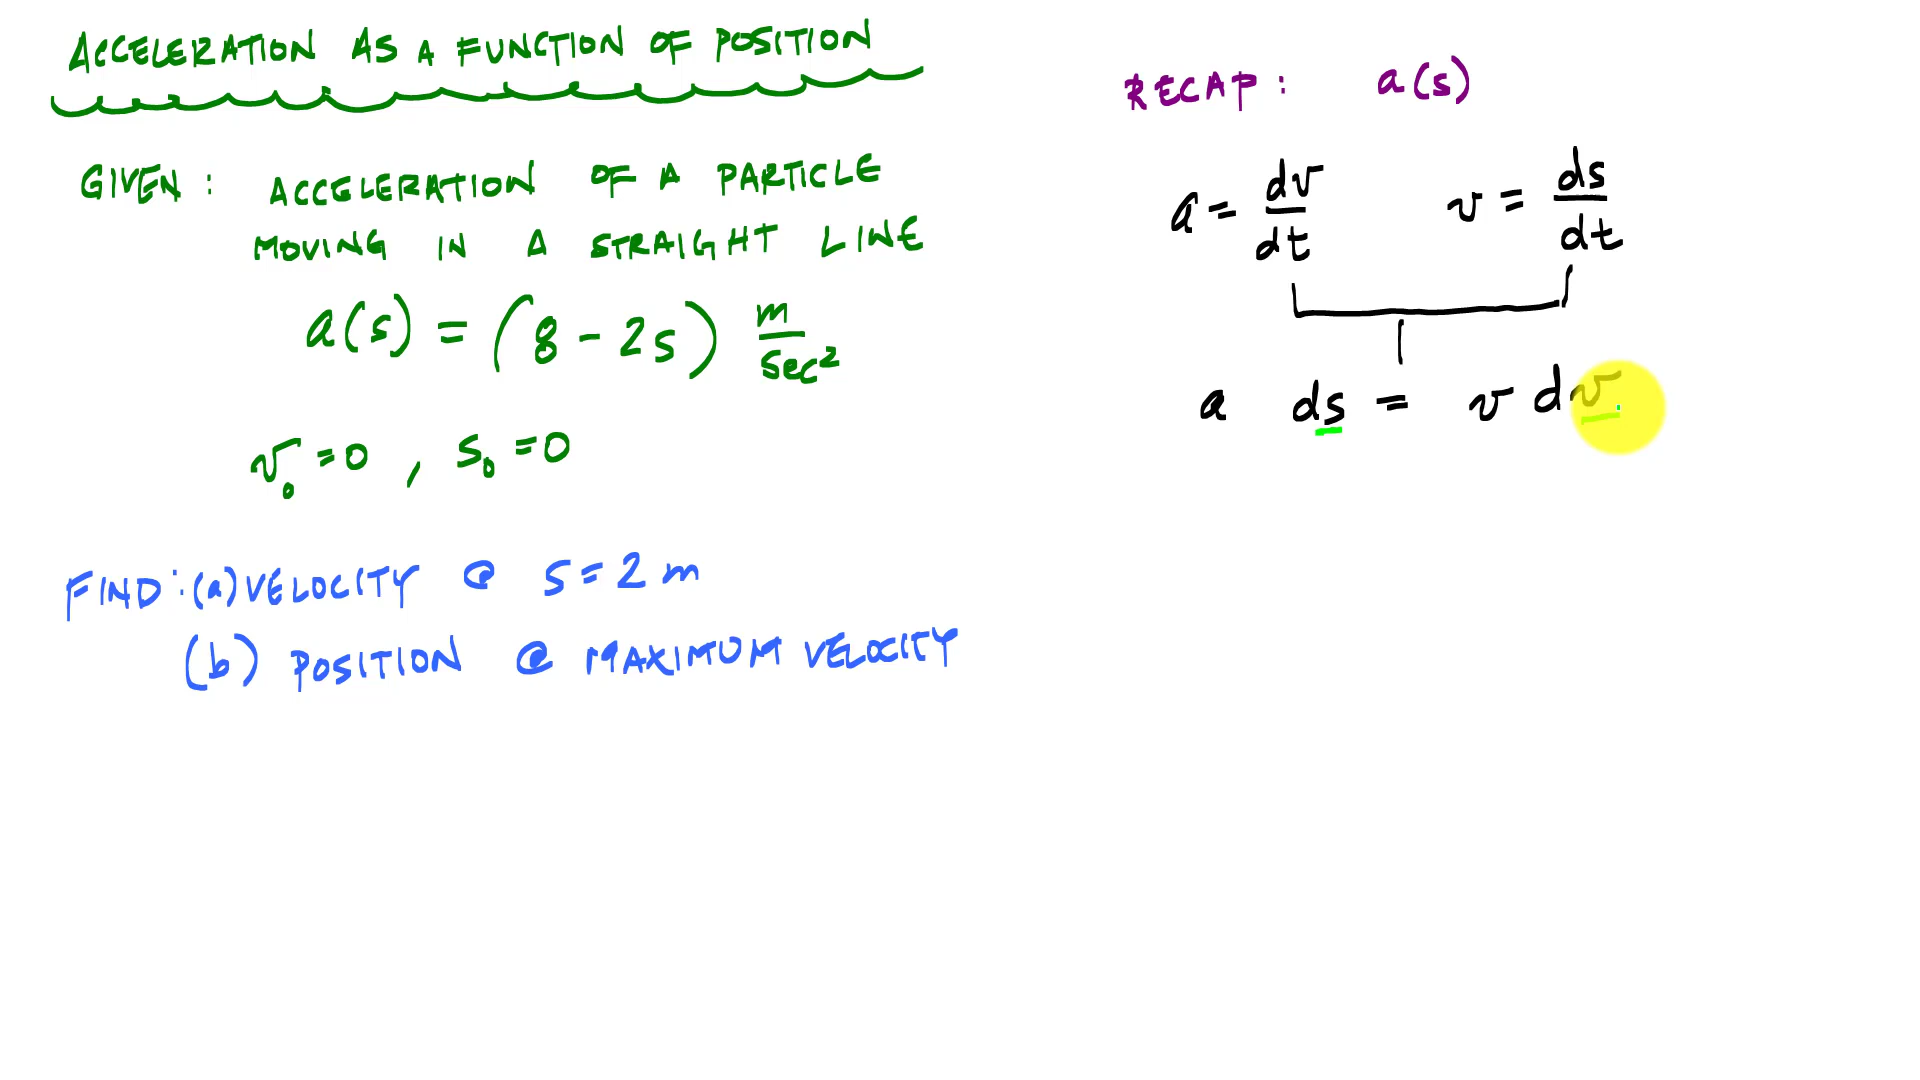 ACCELERATION AS A FUNCTION OF POSITION
GIVEN: ACCELERATION OF A PARTICLE
MOVING IN A STRAIGHT LINE
a(s) = (8 - 2s) m/sec²
v₀ = 0, s₀ = 0
FIND: (a) VELOCITY @ s = 2 m
(b) POSITION @ MAXIMUM VELOCITY
RECAP: a(s)
a = dv/dt v = ds/dt
a ds = v dv